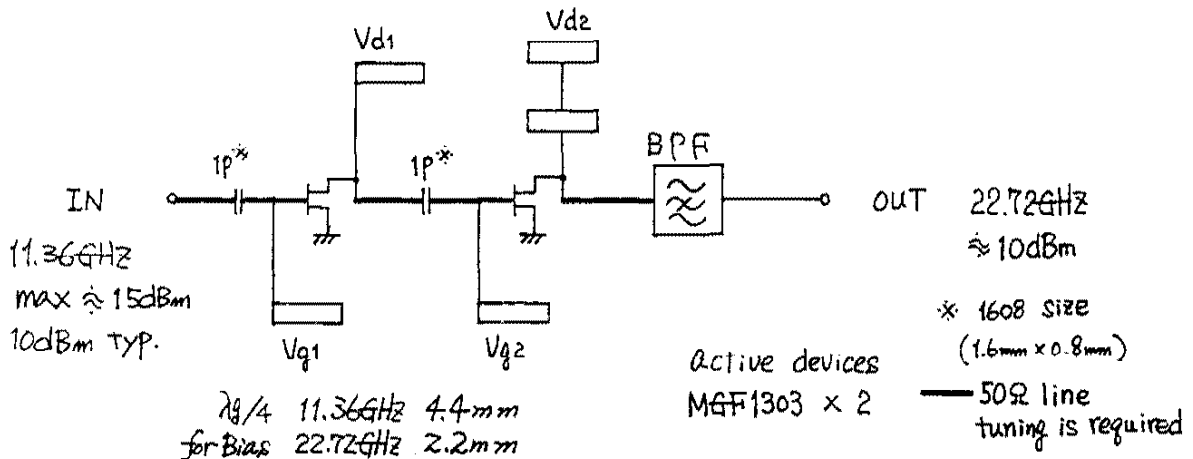 Vd1
Vd2
1P※
1P※
BPF
IN
OUT 22.72GHz
≈10dBm
11.36GHz
max ≈ 15dBm
10dBm TYP.
Vg1
Vg2
※ 1608 size
(1.6mm x 0.8mm)
active devices
MGF1303 × 2
50Ω line
tuning is required
λg/4 11.36GHz 4.4mm
for Bias 22.72GHz 2.2mm